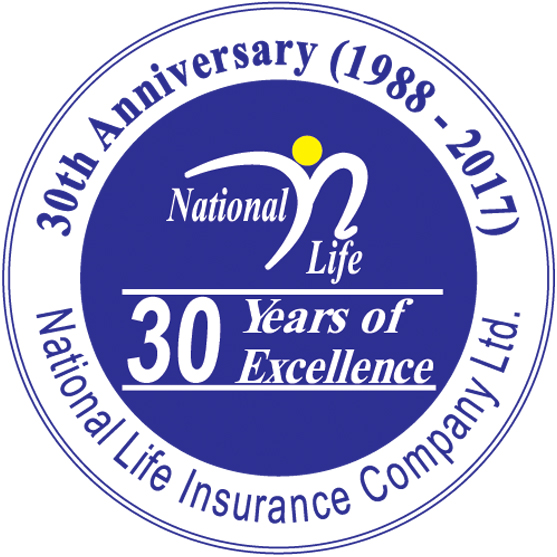 30th Anniversary (1988 - 2017)
National
Life
30 Years of
Excellence
National Life Insurance Company Ltd.